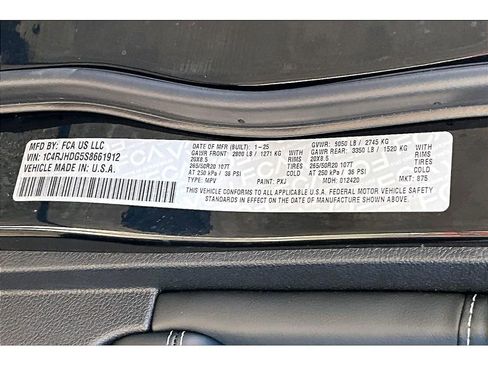 MFD BY: FCA US LLC
VIN: 1C4RJHDG5S8661912
VEHICLE MADE IN U.S.A.
DATE OF MFR (BUILT): 1-25 GVWR: 6050 LB / 2745 KG
GAWR FRONT: 2800 LB / 1271 KG GAWR REAR: 3350 LB / 1520 KG
20X8.5 RIMS 20X8.5 RIMS
265/50R20 107T TIRES 265/50R20 107T TIRES
AT 250 kPa / 36 PSI COLD AT 250 kPa / 36 PSI COLD
THIS VEHICLE CONFORMS TO ALL APPLICABLE U.S.A. FEDERAL MOTOR VEHICLE SAFETY
STANDARDS IN EFFECT ON THE DATE OF MANUFACTURE SHOWN ABOVE.
TYPE: MPV PAINT: PXJ MDH: 012420 MKT: 875